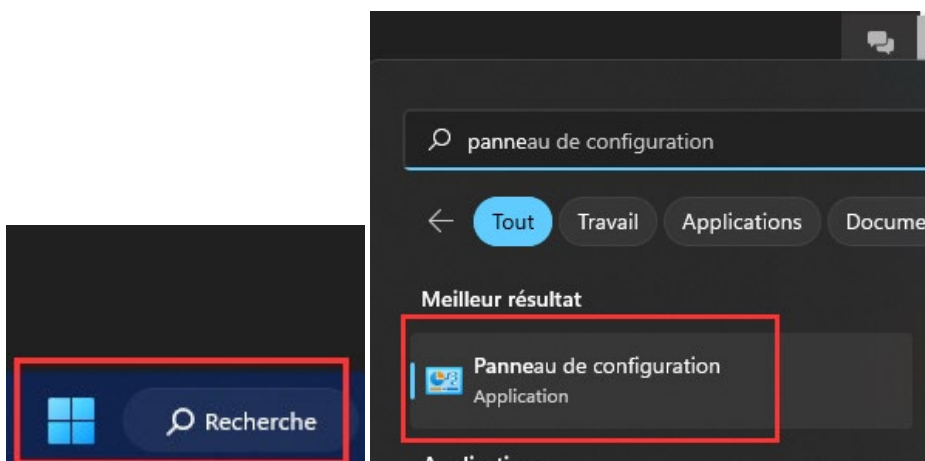 Recherche
panneau de configuration
Tout Travail Applications Docume
Meilleur résultat
Panneau de configuration
Application